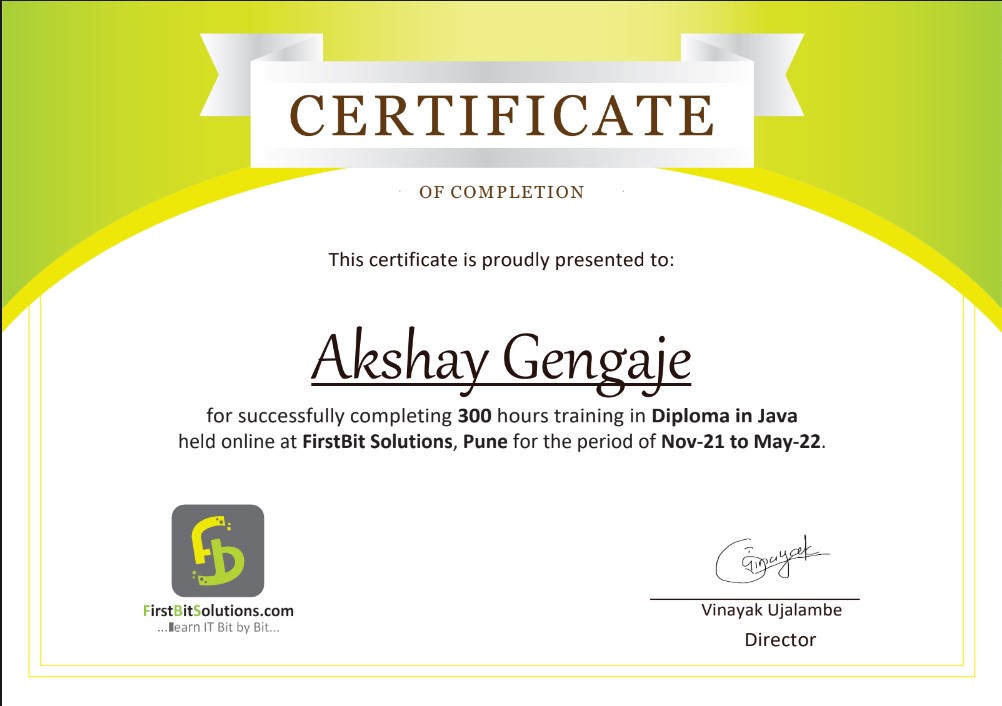 CERTIFICATE
OF COMPLETION
This certificate is proudly presented to:
Akshay Gengaje
for successfully completing 300 hours training in Diploma in Java
held online at FirstBit Solutions, Pune for the period of Nov-21 to May-22.
fb
FirstBitSolutions.com
...learn IT Bit by Bit...
Vinayak
Vinayak Ujalambe
Director